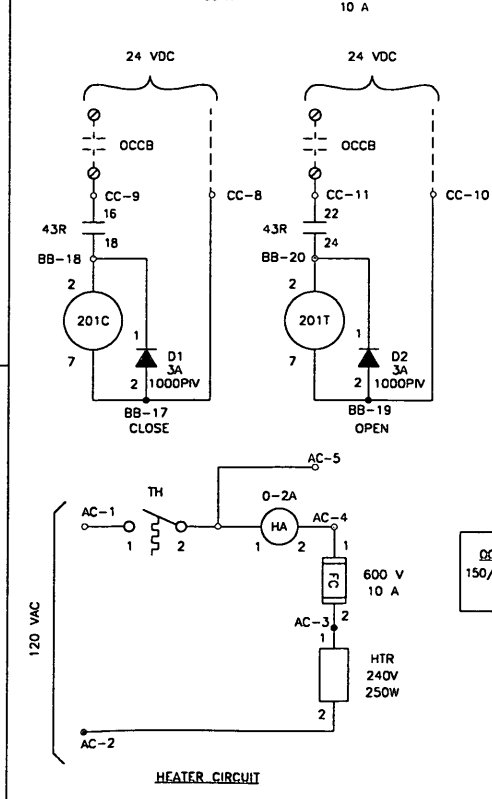 10 A
24 VDC
24 VDC
OCCB
OCCB
CC-9
CC-8
CC-11
CC-10
16
22
43R
43R
18
24
BB-18
BB-20
2
2
201C
201T
1
1
D1
3A
1000PIV
D2
3A
1000PIV
7
2
7
2
BB-17
CLOSE
BB-19
OPEN
AC-5
TH
0-2A
AC-1
HA
AC-4
1
2
1
2
1
FC
600 V
10 A
2
AC-3
1
HTR
240V
250W
2
120 VAC
AC-2
150/
HEATER CIRCUIT